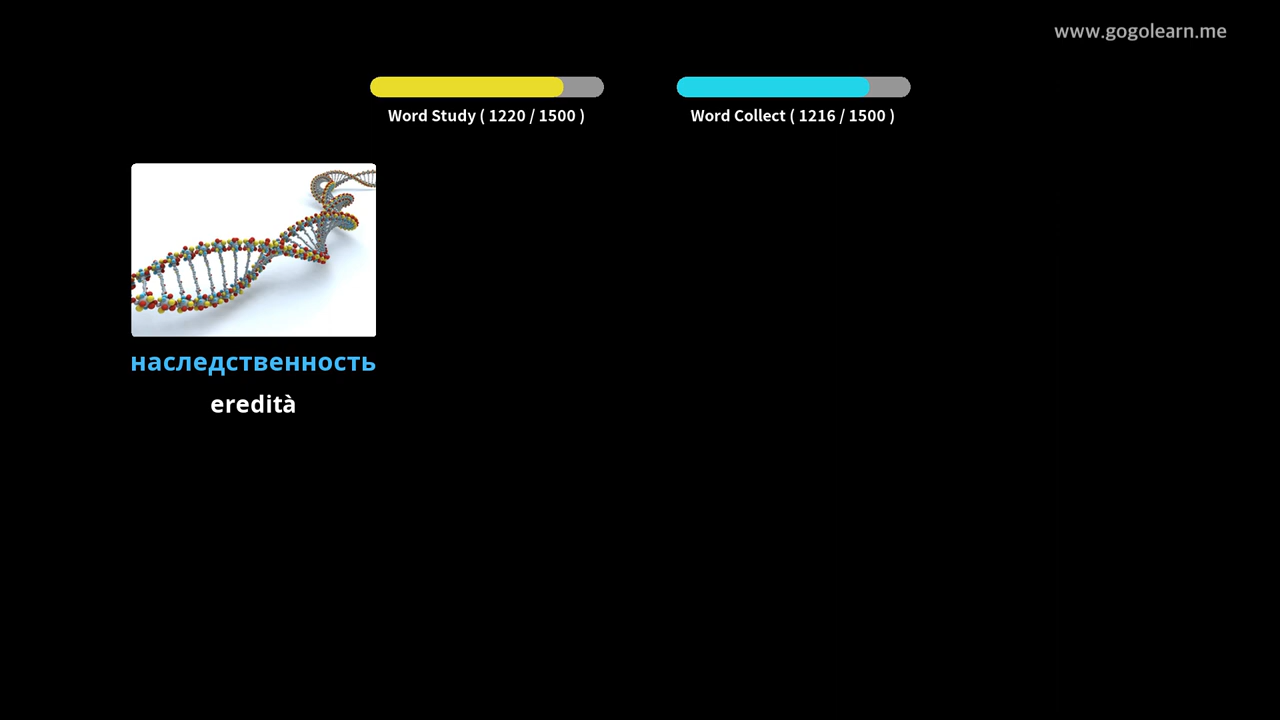 www.gogolearn.me
Word Study ( 1220 / 1500 )
Word Collect ( 1216 / 1500 )
наследственность
eredità